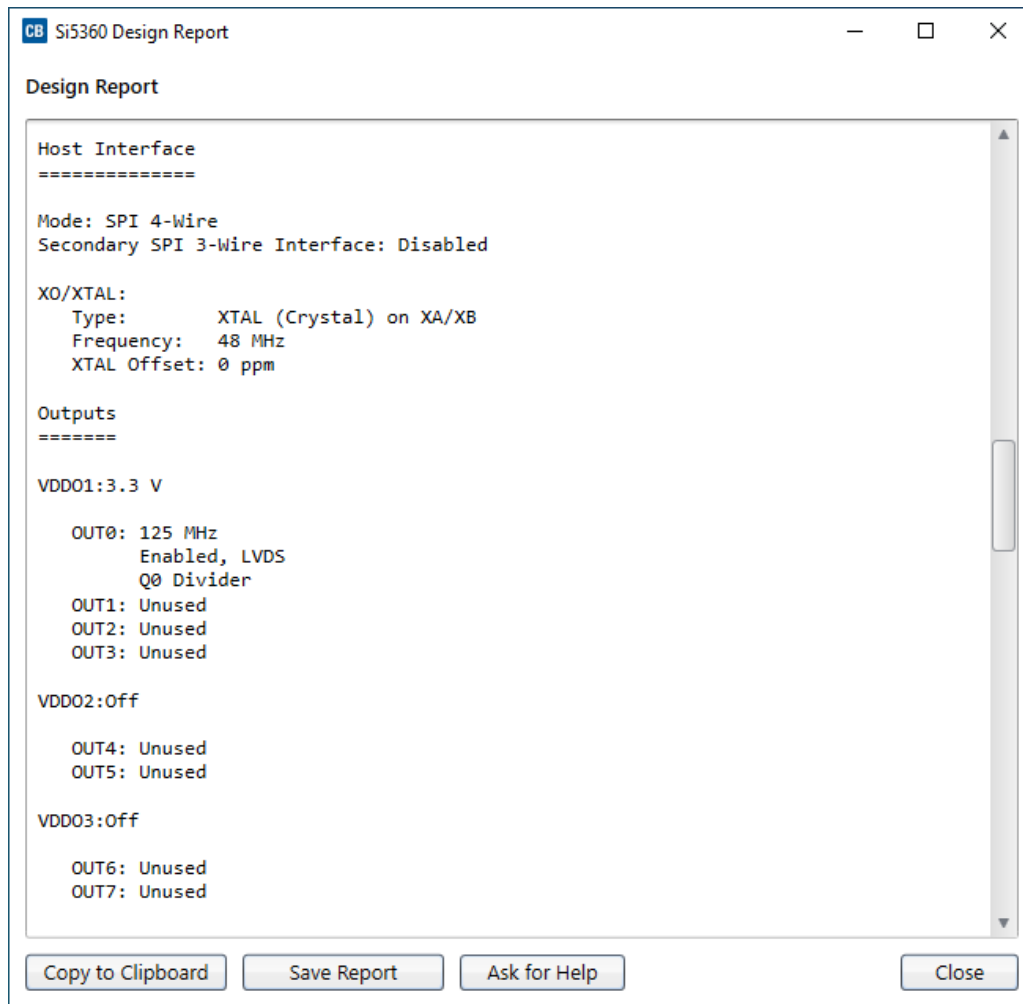 CB Si5360 Design Report
Design Report
Host Interface
==============
Mode: SPI 4-Wire
Secondary SPI 3-Wire Interface: Disabled
XO/XTAL:
Type: XTAL (Crystal) on XA/XB
Frequency: 48 MHz
XTAL Offset: 0 ppm
Outputs
=======
VDDO1:3.3 V
OUT0: 125 MHz
Enabled, LVDS
Q0 Divider
OUT1: Unused
OUT2: Unused
OUT3: Unused
VDDO2:Off
OUT4: Unused
OUT5: Unused
VDDO3:Off
OUT6: Unused
OUT7: Unused
Copy to Clipboard Save Report Ask for Help Close